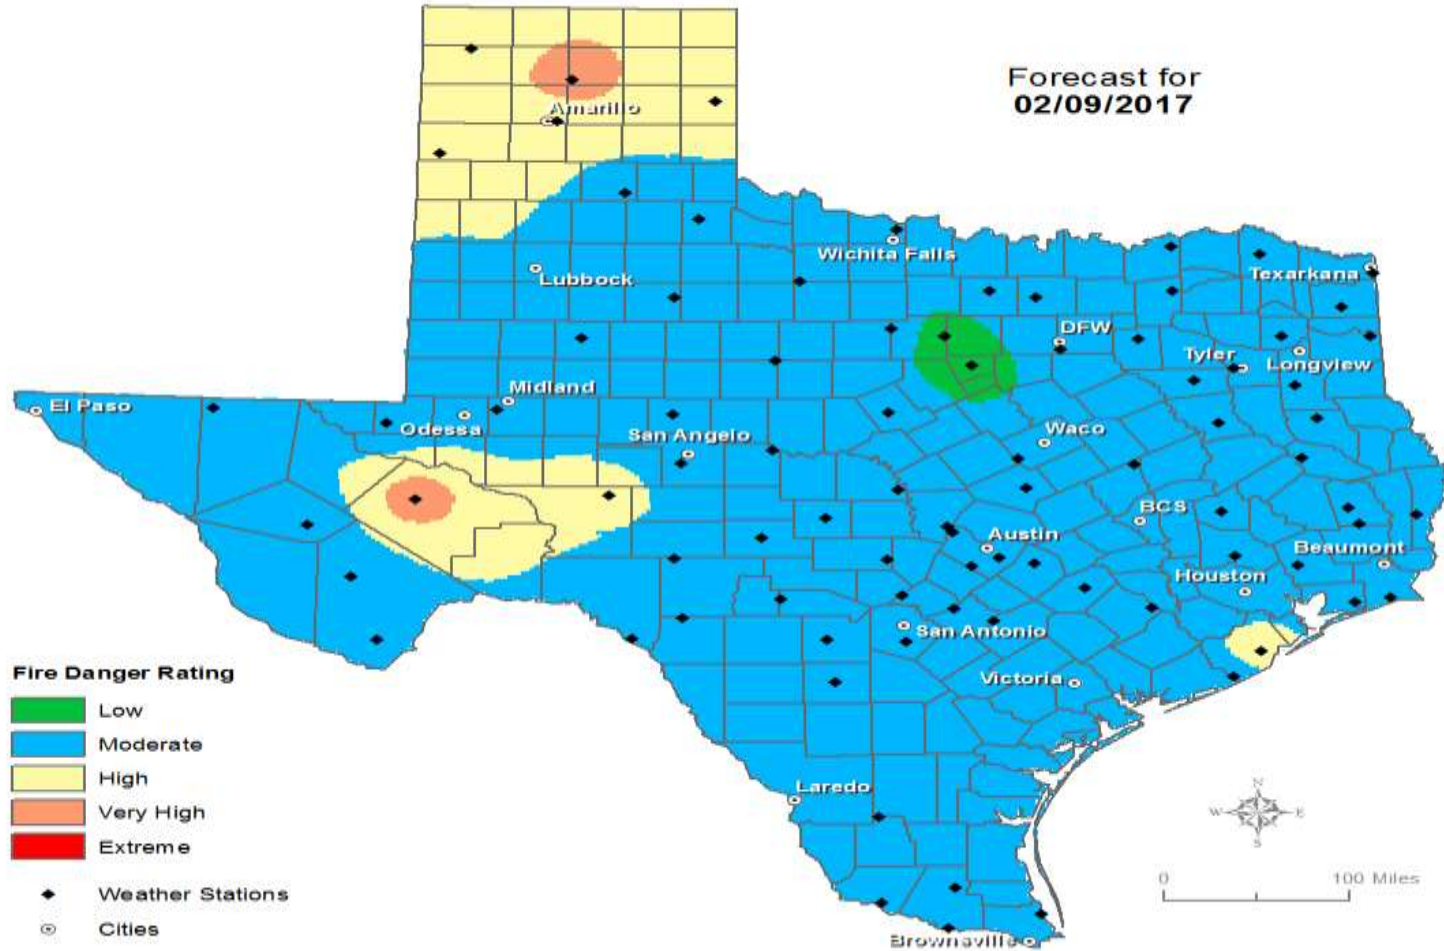 Forecast for
02/09/2017
Amarillo
Wichita Falls
Texarkana
Lubbock
DFW
Tyler
Longview
Midland
El Paso
Odessa
San Angelo
Waco
BCS
Austin
Beaumont
Houston
San Antonio
Victoria
Laredo
Brownsville
Fire Danger Rating
Low
Moderate
High
Very High
Extreme
Weather Stations
Cities
N
W E
S
0 100 Miles